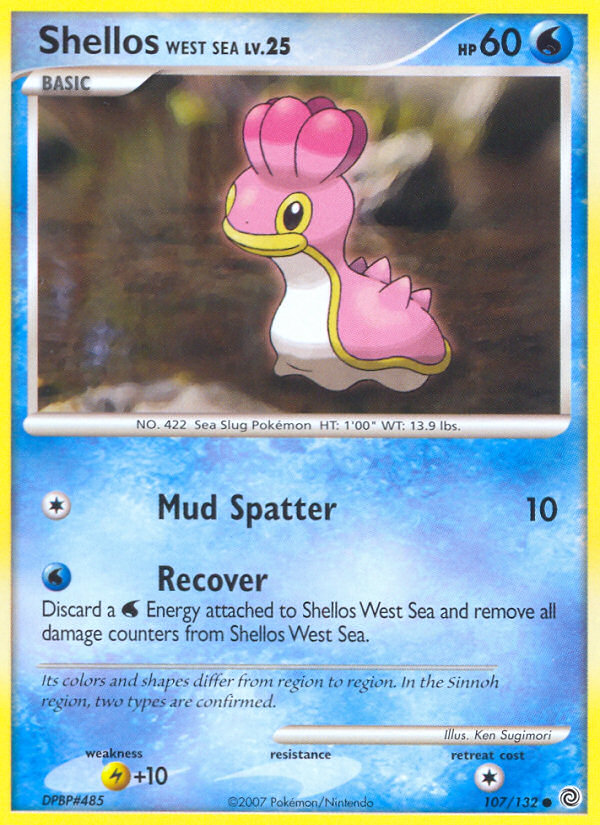 Shellos WEST SEA LV.25 HP 60
BASIC
NO. 422 Sea Slug Pokémon HT: 1'00" WT: 13.9 lbs.
Mud Spatter 10
Recover
Discard a Energy attached to Shellos West Sea and remove all
damage counters from Shellos West Sea.
Its colors and shapes differ from region to region. In the Sinnoh
region, two types are confirmed.
Illus. Ken Sugimori
weakness resistance retreat cost
+10
DPBP#485 ©2007 Pokémon/Nintendo 107/132